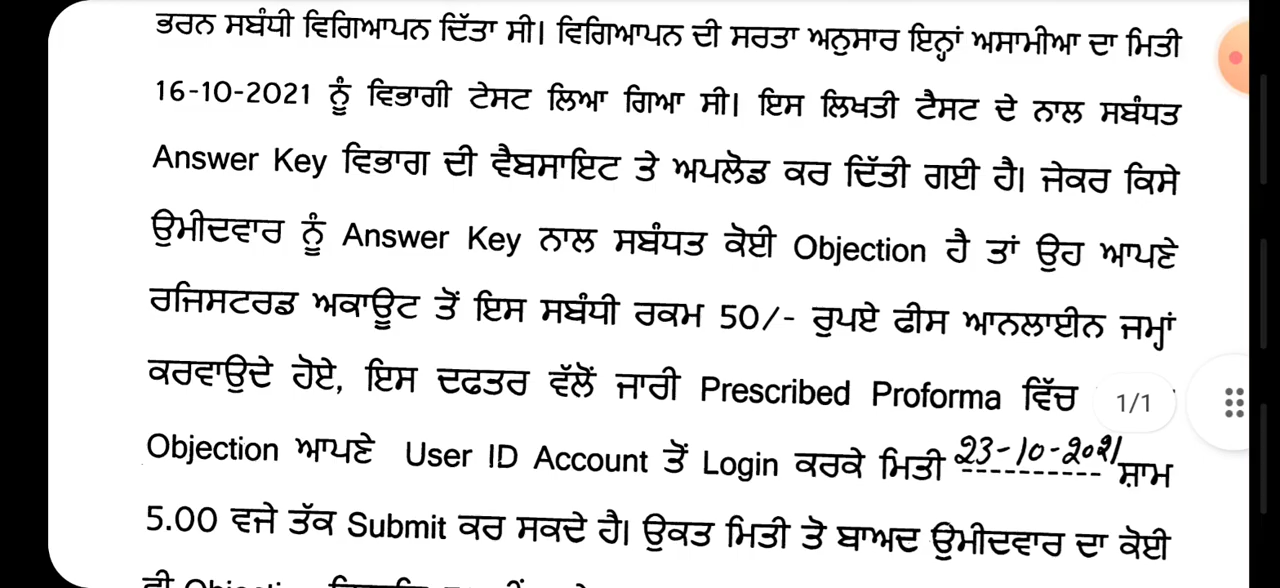 ਭਰਨ ਸਬੰਧੀ ਵਿਗਿਆਪਨ ਦਿੱਤਾ ਸੀ। ਵਿਗਿਆਪਨ ਦੀ ਸਰਤਾ ਅਨੁਸਾਰ ਇਨ੍ਹਾਂ ਅਸਾਮੀਆ ਦਾ ਮਿਤੀ
16-10-2021 ਨੂੰ ਵਿਭਾਗੀ ਟੇਸਟ ਲਿਆ ਗਿਆ ਸੀ। ਇਸ ਲਿਖਤੀ ਟੈਸਟ ਦੇ ਨਾਲ ਸਬੰਧਤ
Answer Key ਵਿਭਾਗ ਦੀ ਵੈਬਸਾਇਟ ਤੇ ਅਪਲੋਡ ਕਰ ਦਿੱਤੀ ਗਈ ਹੈ। ਜੇਕਰ ਕਿਸੇ
ਉਮੀਦਵਾਰ ਨੂੰ Answer Key ਨਾਲ ਸਬੰਧਤ ਕੋਈ Objection ਹੈ ਤਾਂ ਉਹ ਆਪਣੇ
ਰਜਿਸਟਰਡ ਅਕਾਊਟ ਤੋਂ ਇਸ ਸਬੰਧੀ ਰਕਮ 50/- ਰੁਪਏ ਫੀਸ ਆਨਲਾਈਨ ਜਮ੍ਹਾਂ
ਕਰਵਾਉਦੇ ਹੋਏ, ਇਸ ਦਫਤਰ ਵੱਲੋਂ ਜਾਰੀ Prescribed Proforma ਵਿੱਚ 1/1
Objection ਆਪਣੇ User ID Account ਤੋਂ Login ਕਰਕੇ ਮਿਤੀ 23-10-2021 ਸ਼ਾਮ
5.00 ਵਜੇ ਤੱਕ Submit ਕਰ ਸਕਦੇ ਹੈ। ਉਕਤ ਮਿਤੀ ਤੋ ਬਾਅਦ ਉਮੀਦਵਾਰ ਦਾ ਕੋਈ